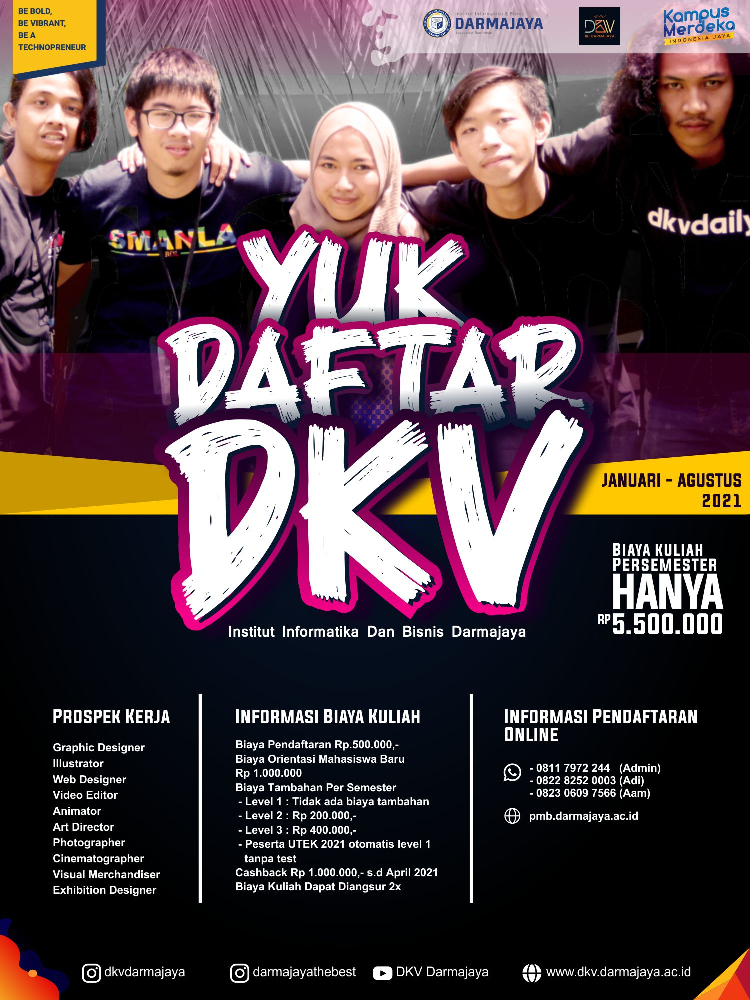 BE BOLD,
BE VIBRANT,
BE A
TECHNOPRENEUR
Institut Informatika & Bisnis
DARMAJAYA
Yayasan Alfian Husin
DKV
IIB DARMAJAYA
Kampus
Merdeka
INDONESIA JAYA
SMANLA
BDL
dkvdaily
YUK
DAFTAR
DKV
Institut Informatika Dan Bisnis Darmajaya
JANUARI - AGUSTUS
2021
BIAYA KULIAH
PERSEMESTER
HANYA
RP 5.500.000
PROSPEK KERJA
Graphic Designer
Illustrator
Web Designer
Video Editor
Animator
Art Director
Photographer
Cinematographer
Visual Merchandiser
Exhibition Designer
INFORMASI BIAYA KULIAH
Biaya Pendaftaran Rp.500.000,-
Biaya Orientasi Mahasiswa Baru
Rp 1.000.000
Biaya Tambahan Per Semester
- Level 1 : Tidak ada biaya tambahan
- Level 2 : Rp 200.000,-
- Level 3 : Rp 400.000,-
- Peserta UTEK 2021 otomatis level 1
tanpa test
Cashback Rp 1.000.000,- s.d April 2021
Biaya Kuliah Dapat Diangsur 2x
INFORMASI PENDAFTARAN
ONLINE
- 0811 7972 244 (Admin)
- 0822 8252 0003 (Adi)
- 0823 0609 7566 (Aam)
pmb.darmajaya.ac.id
dkvdarmajaya
darmajayathebest
DKV Darmajaya
www.dkv.darmajaya.ac.id